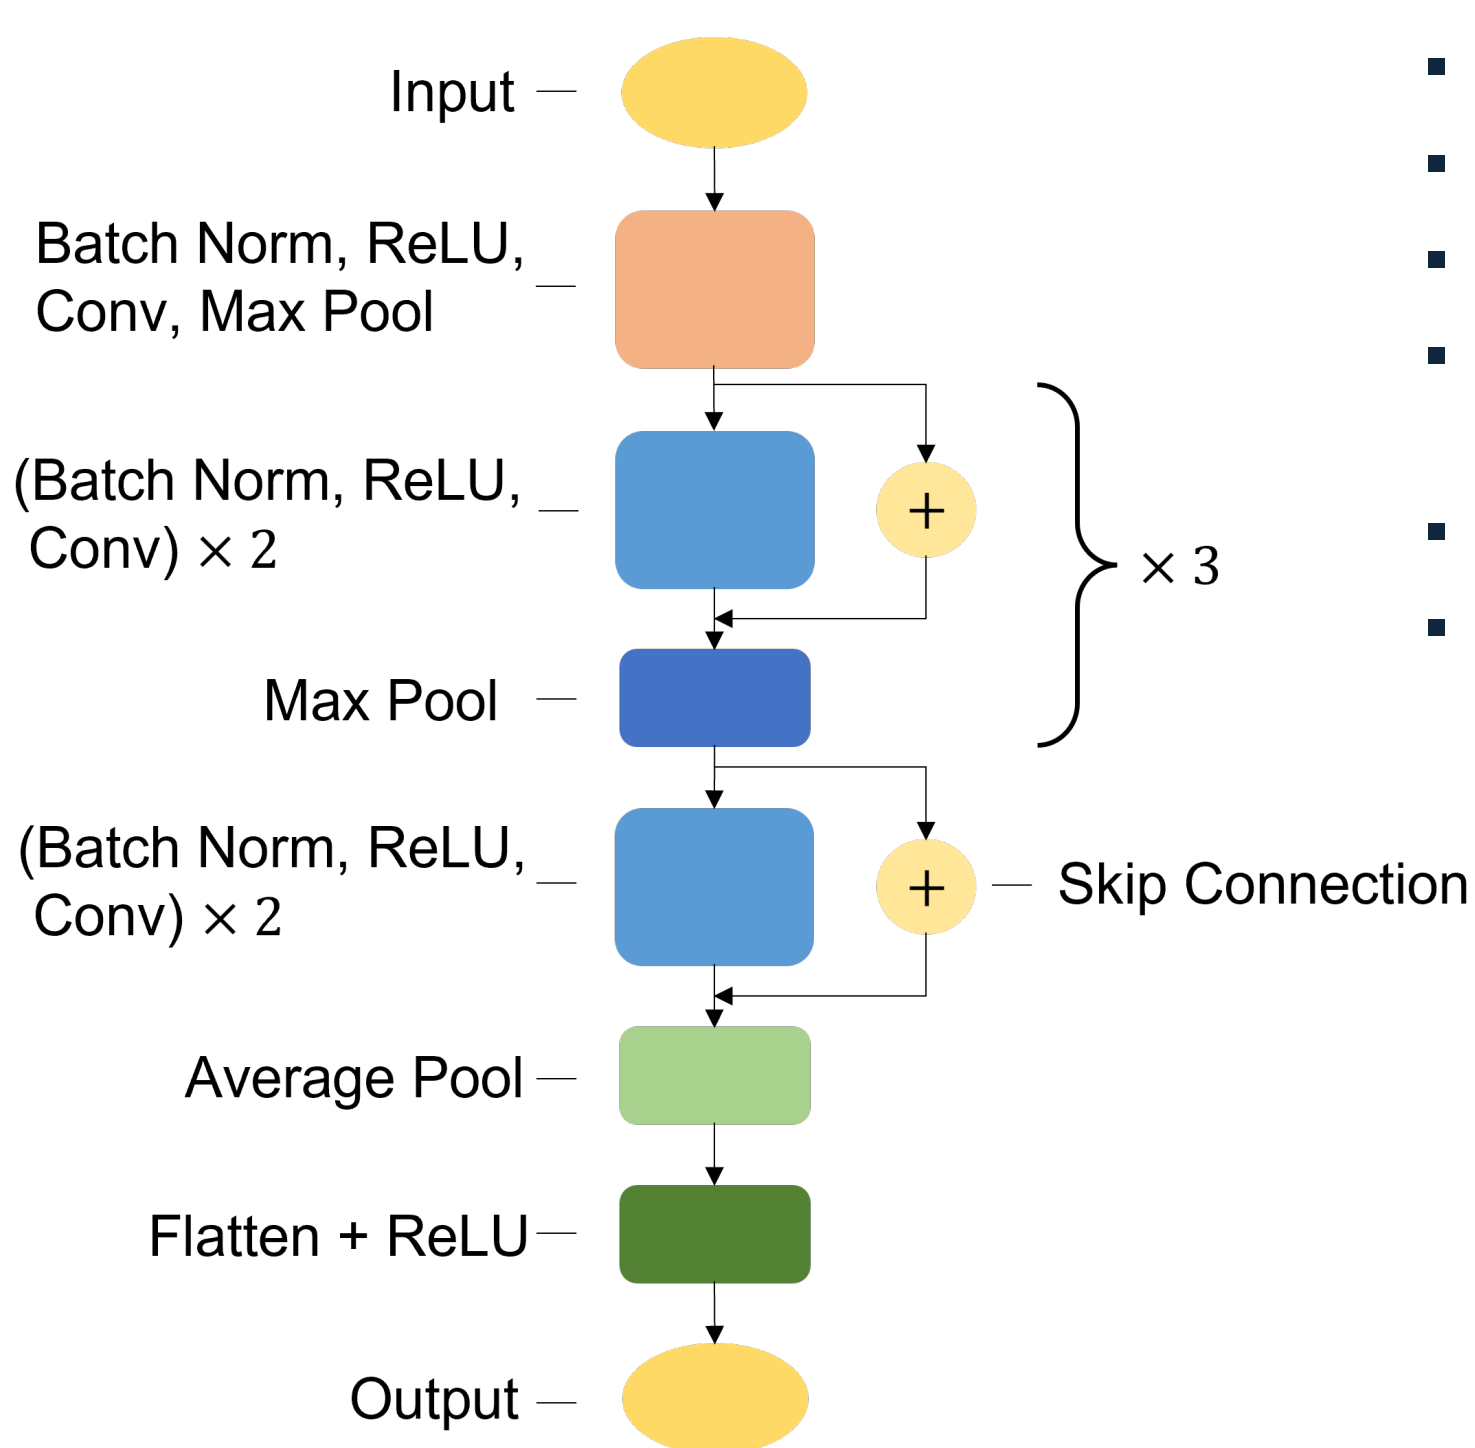 Input
Batch Norm, ReLU,
Conv, Max Pool
(Batch Norm, ReLU,
Conv) × 2
+
× 3
Max Pool
(Batch Norm, ReLU,
Conv) × 2
+
Skip Connection
Average Pool
Flatten + ReLU
Output